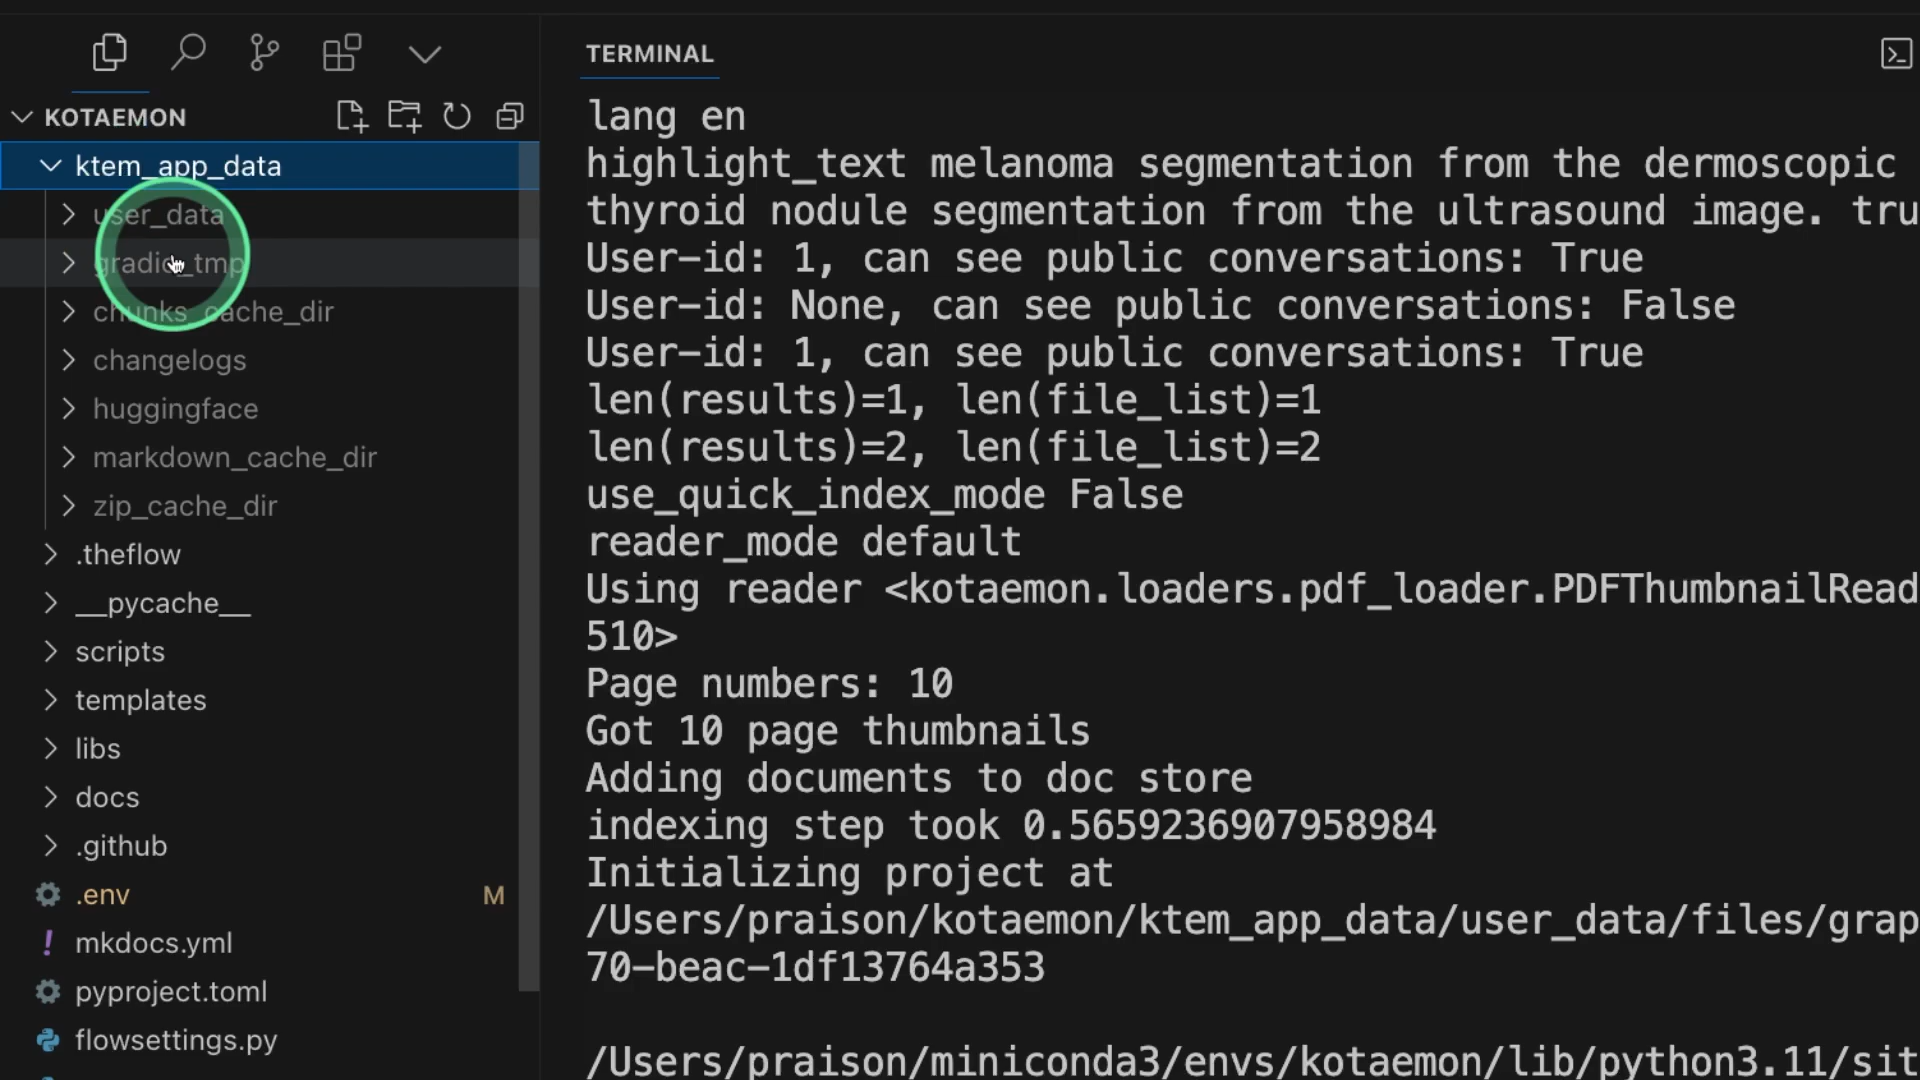 KOTAEMON
ktem_app_data
user_data
gradio_tmp
chunks_cache_dir
changelogs
huggingface
markdown_cache_dir
zip_cache_dir
.theflow
__pycache__
scripts
templates
libs
docs
.github
.env M
mkdocs.yml
pyproject.toml
flowsettings.py
TERMINAL
lang en
highlight_text melanoma segmentation from the dermoscopic
thyroid nodule segmentation from the ultrasound image. tru
User-id: 1, can see public conversations: True
User-id: None, can see public conversations: False
User-id: 1, can see public conversations: True
len(results)=1, len(file_list)=1
len(results)=2, len(file_list)=2
use_quick_index_mode False
reader_mode default
Using reader <kotaemon.loaders.pdf_loader.PDFThumbnailRead
510>
Page numbers: 10
Got 10 page thumbnails
Adding documents to doc store
indexing step took 0.5659236907958984
Initializing project at
/Users/praison/kotaemon/ktem_app_data/user_data/files/grap
70-beac-1df13764a353
/Users/praison/miniconda3/envs/kotaemon/lib/python3.11/sit